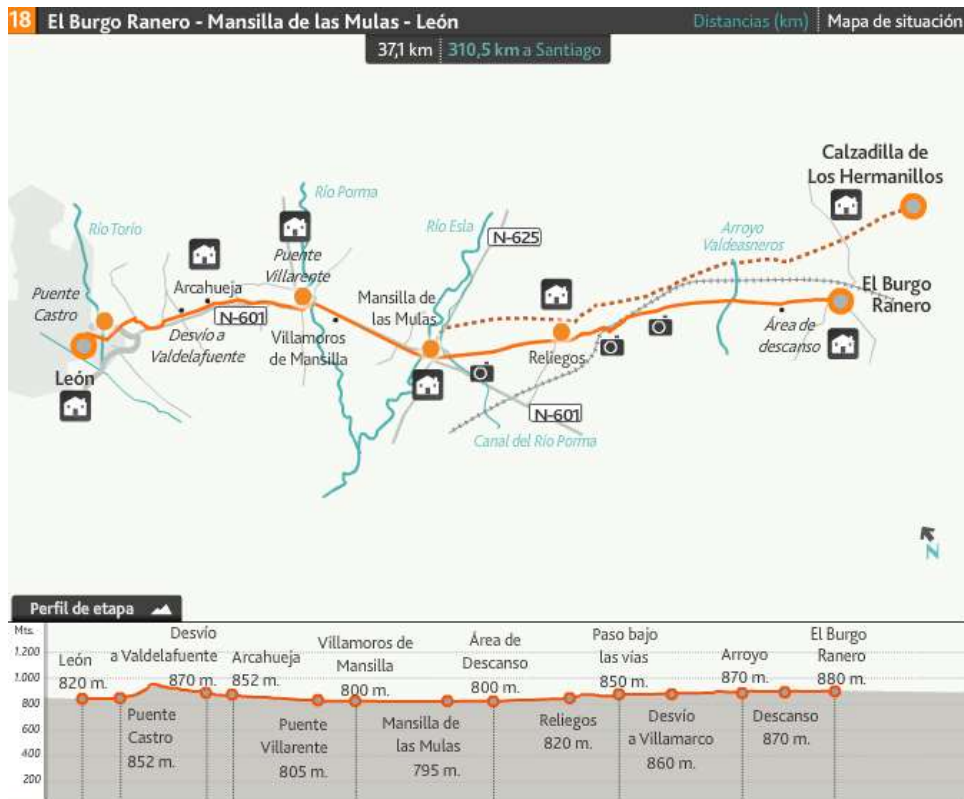 18 El Burgo Ranero - Mansilla de las Mulas - León
Distancias (km) Mapa de situación
37,1 km 310,5 km a Santiago
Calzadilla de
Los Hermanillos
Río Porma
Río Torio
Río Esla
N-625
Arroyo
Valdeasneros
Puente
Villarente
Arcahueja
Puente
Castro
Mansilla de
las Mulas
El Burgo
Ranero
N-601
Desvío a
Valdelafuente
Villamoros
de Mansilla
Religos
Área de
descanso
León
N-601
Canal del Río Porma
N
Perfil de etapa
Mts.
1.200
1.000
800
600
400
200
León
820 m.
Desvío
a Valdelafuente
870 m.
Arcahueja
852 m.
Villamoros de
Mansilla
800 m.
Área de
Descanso
800 m.
Paso bajo
las vías
850 m.
Arroyo
870 m.
El Burgo
Ranero
880 m.
Puente
Castro
852 m.
Puente
Villarente
805 m.
Mansilla de
las Mulas
795 m.
Reliegos
820 m.
Desvío
a Villamarco
860 m.
Descanso
870 m.